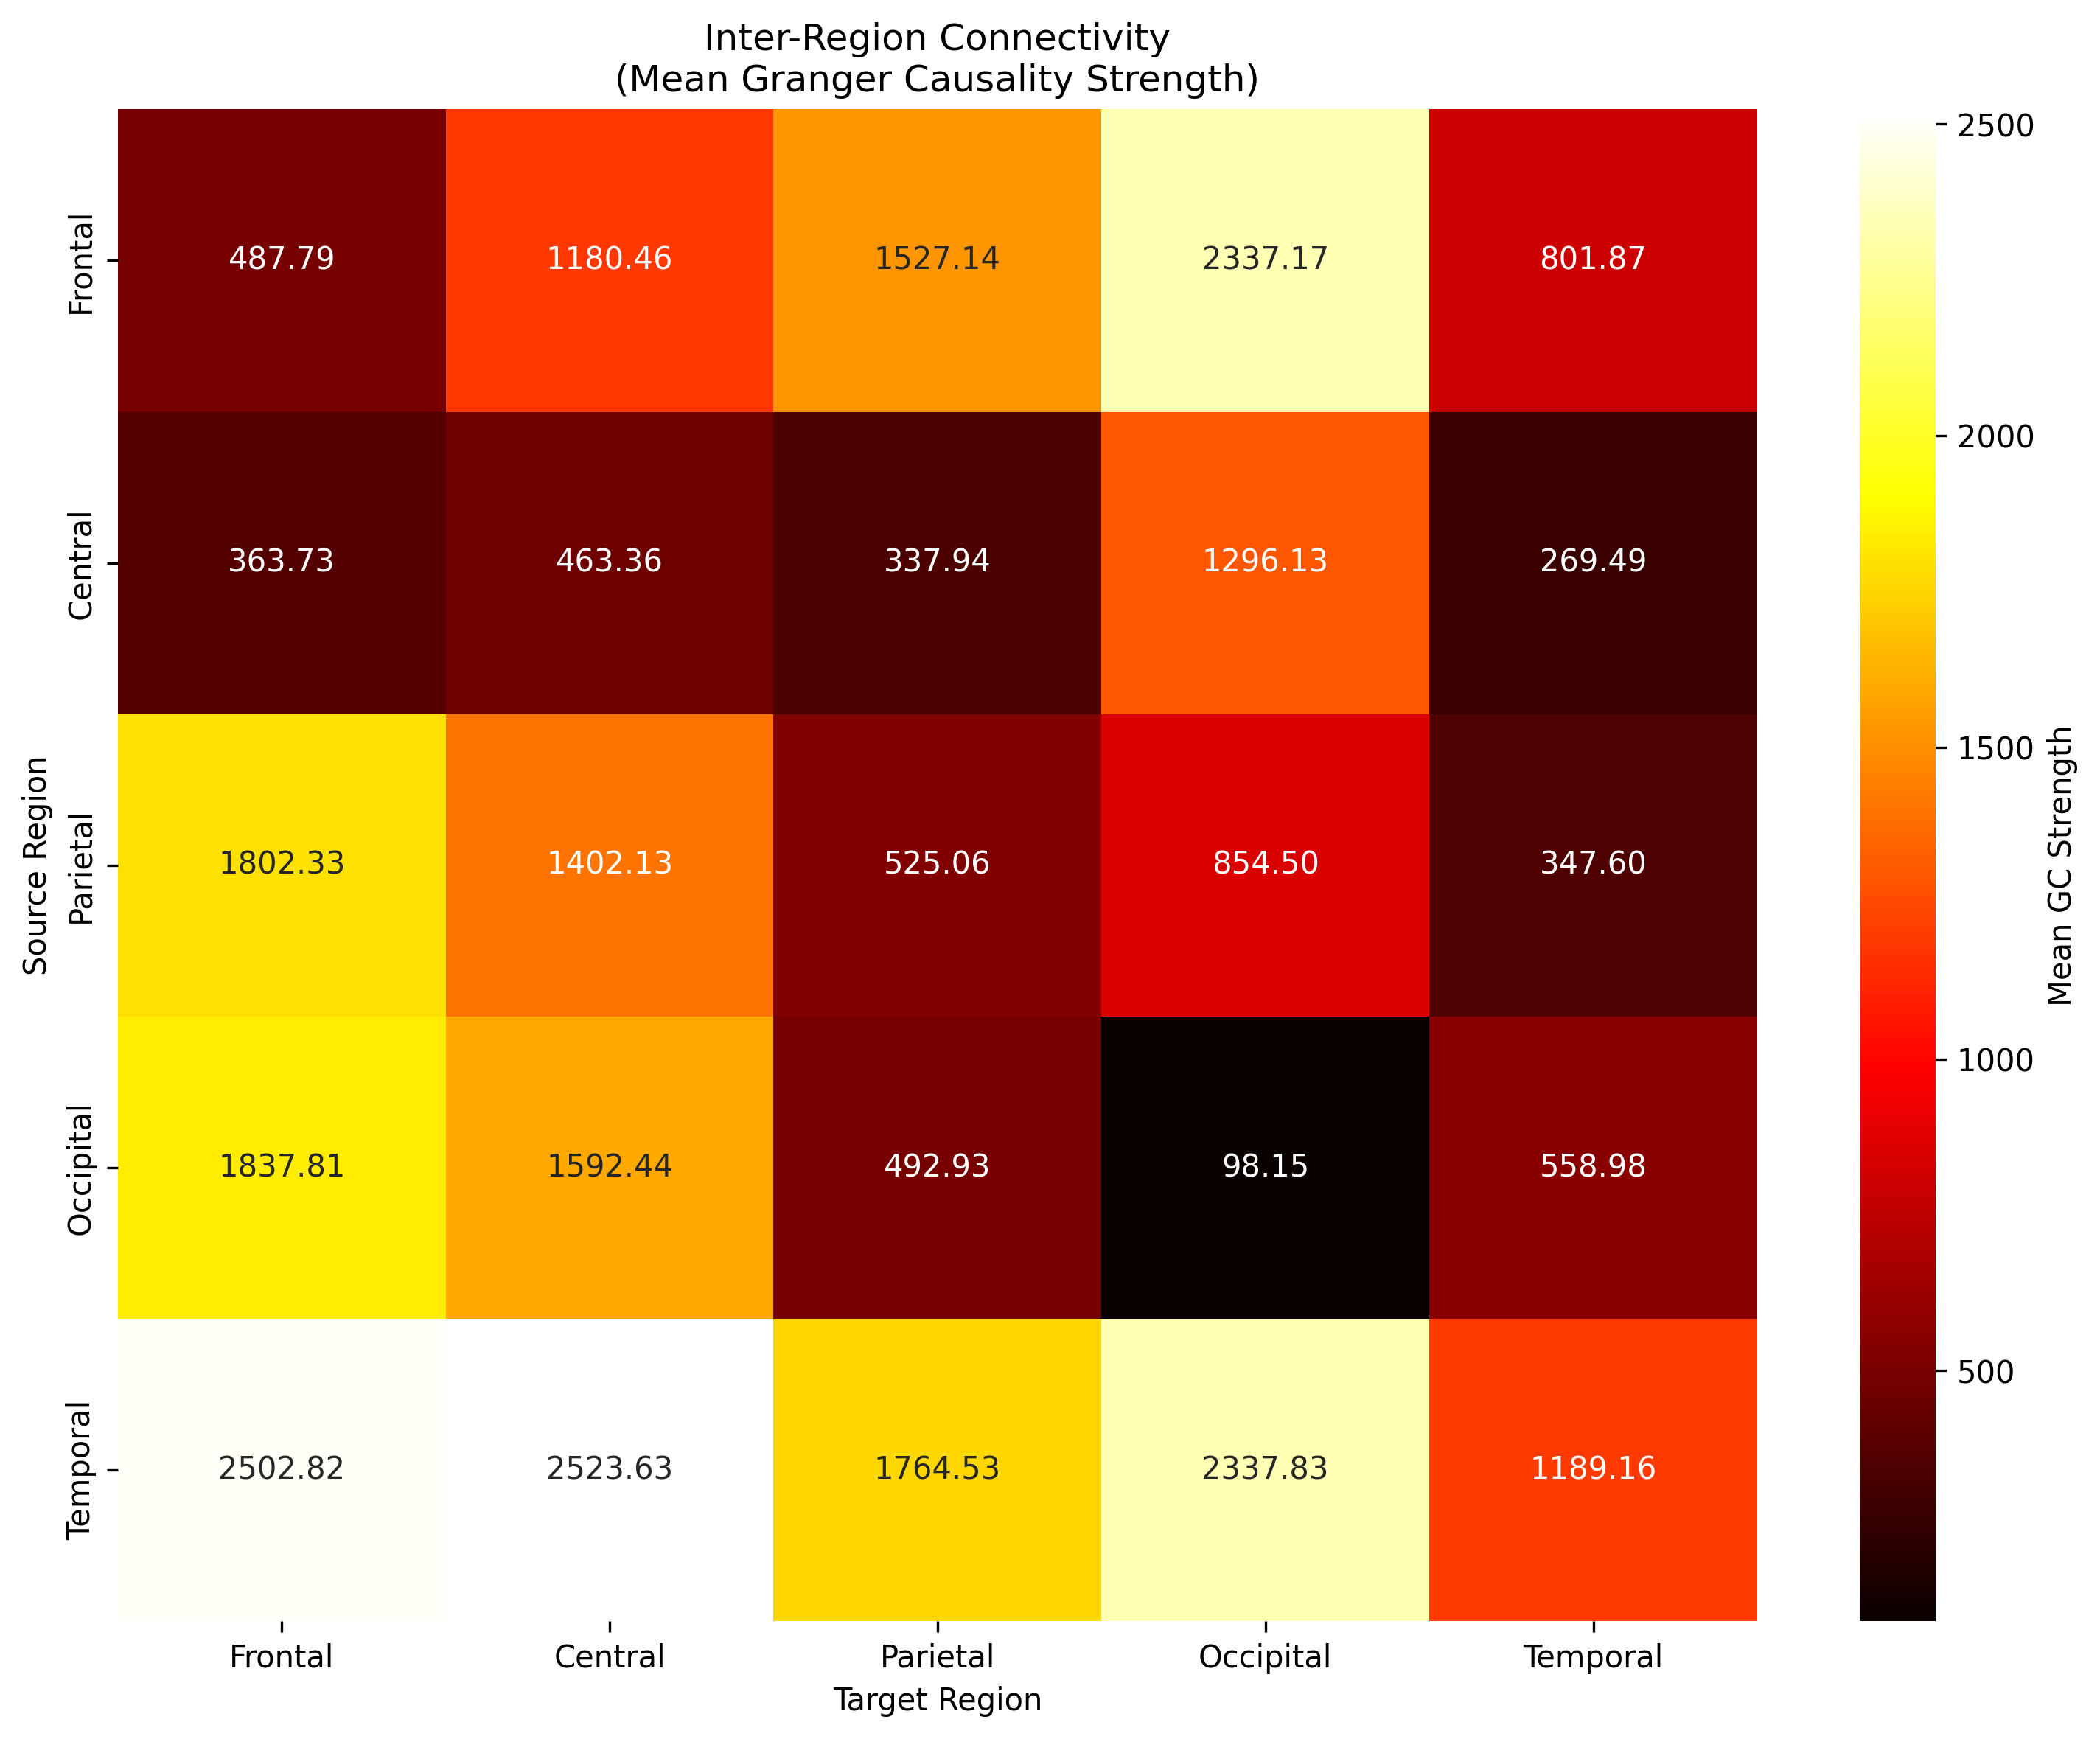 Inter-Region Connectivity
(Mean Granger Causality Strength)
Source Region
Frontal
487.79 1180.46 1527.14 2337.17 801.87
Central
363.73 463.36 337.94 1296.13 269.49
Parietal
1802.33 1402.13 525.06 854.50 347.60
Occipital
1837.81 1592.44 492.93 98.15 558.98
Temporal
2502.82 2523.63 1764.53 2337.83 1189.16
Frontal Central Parietal Occipital Temporal
Target Region
2500
2000
1500
1000
500
Mean GC Strength